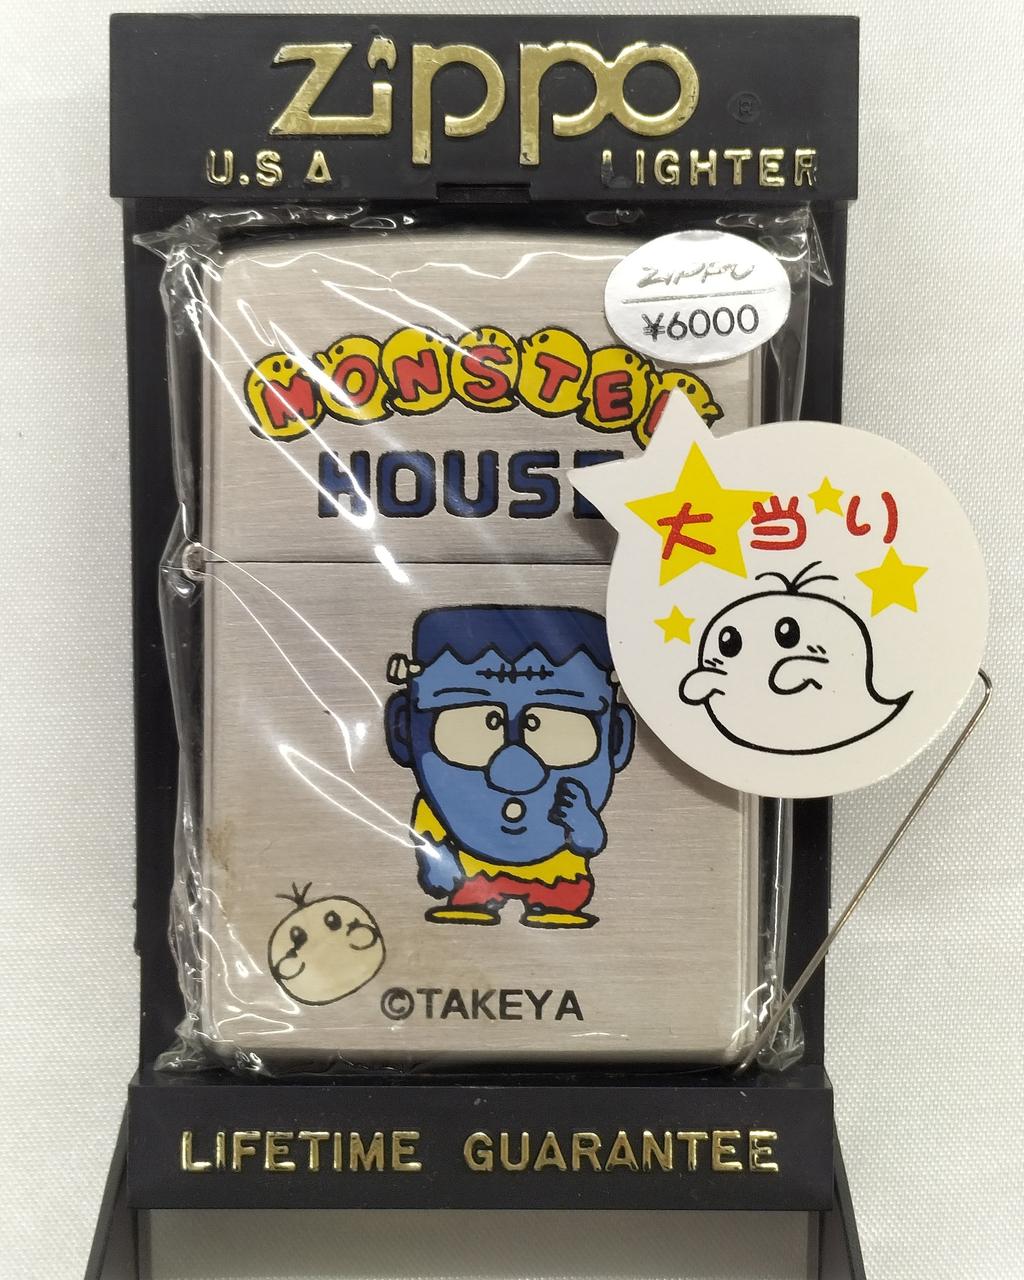 Zippo ®
U.S.A LIGHTER
Zippo
¥6000
MONSTER
HOUSE
大当り
©TAKEYA
LIFETIME GUARANTEE